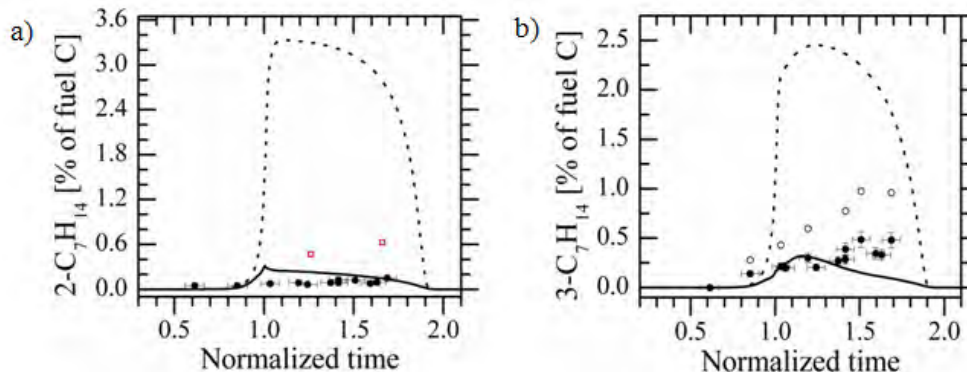 a)
2-C₇H₁₄ [% of fuel C]
3.6
3.0
2.4
1.8
1.2
0.6
0.0
0.5 1.0 1.5 2.0
Normalized time
b)
3-C₇H₁₄ [% of fuel C]
2.5
2.0
1.5
1.0
0.5
0.0
0.5 1.0 1.5 2.0
Normalized time